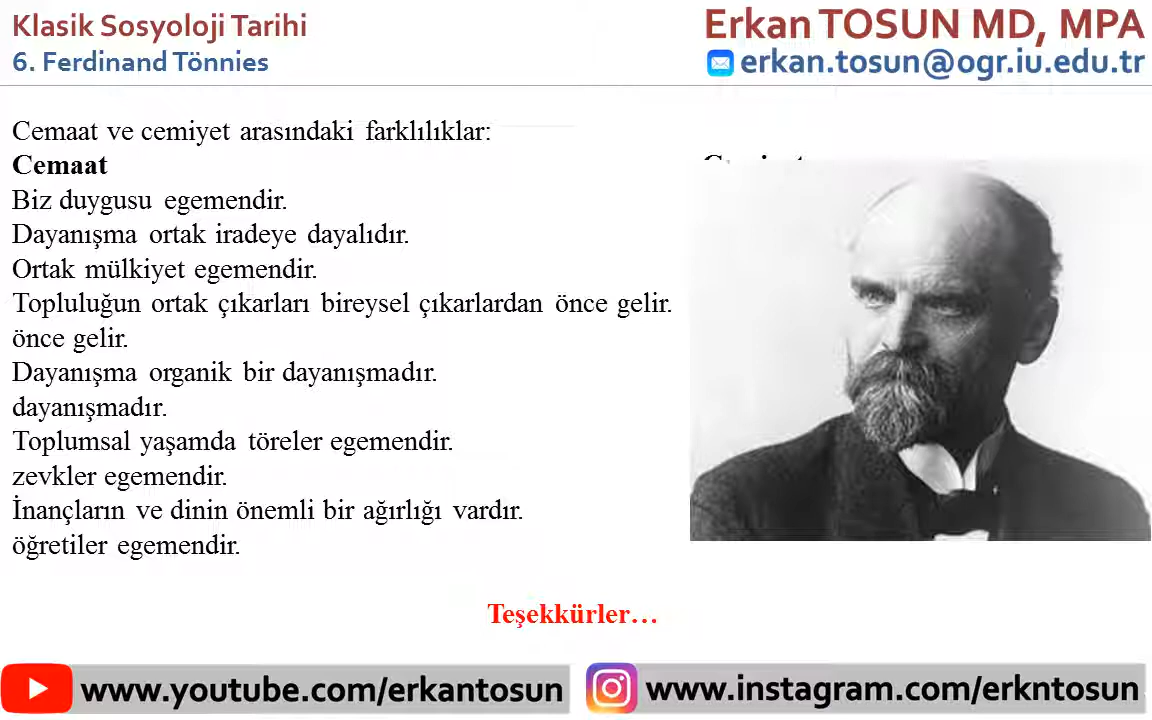 Klasik Sosyoloji Tarihi
6. Ferdinand Tönnies
Erkan TOSUN MD, MPA
erkan.tosun@ogr.iu.edu.tr
Cemaat ve cemiyet arasındaki farklılıklar:
Cemaat
Biz duygusu egemendir.
Dayanışma ortak iradeye dayalıdır.
Ortak mülkiyet egemendir.
Topluluğun ortak çıkarları bireysel çıkarlardan önce gelir.
önce gelir.
Dayanışma organik bir dayanışmadır.
dayanışmadır.
Toplumsal yaşamda töreler egemendir.
zevkler egemendir.
İnançların ve dinin önemli bir ağırlığı vardır.
öğretiler egemendir.
Teşekkürler…
www.youtube.com/erkantosun
www.instagram.com/erkntosun